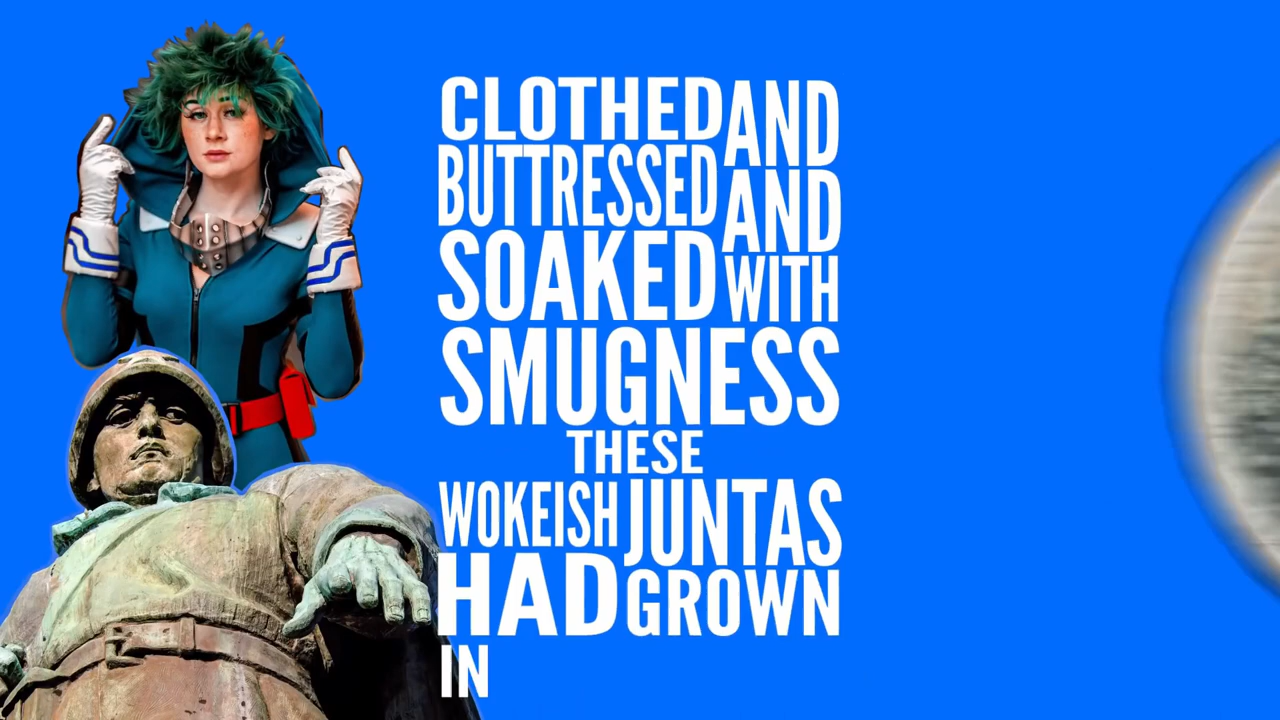 CLOTHED AND
BUTTRESSED AND
SOAKED WITH
SMUGNESS
THESE
WOKEISH JUNTAS
HAD GROWN
IN